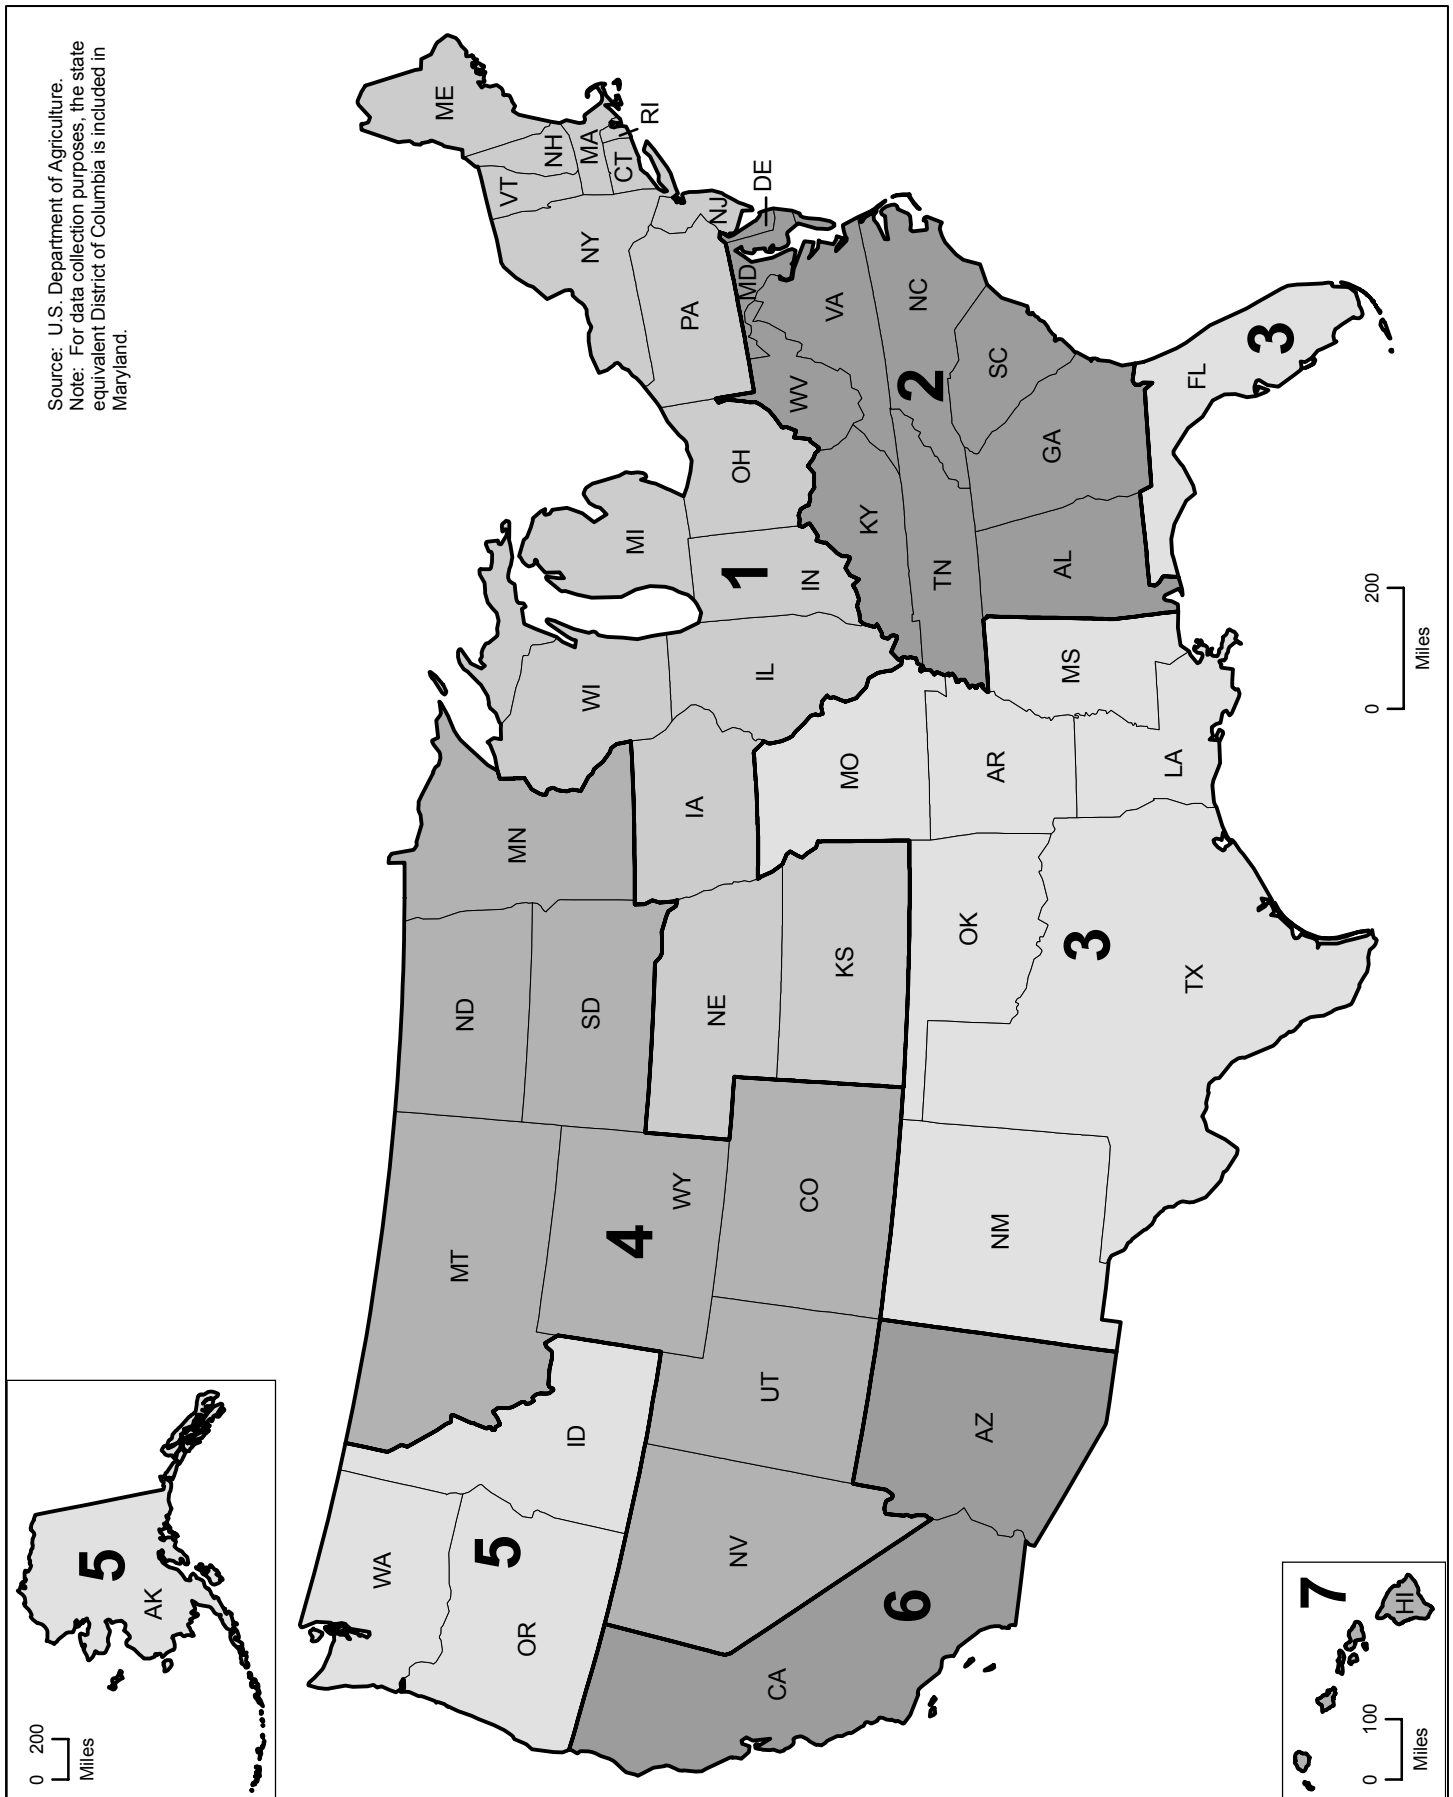 Source: U.S. Department of Agriculture.
Note: For data collection purposes, the state
equivalent District of Columbia is included in
Maryland.
5
AK
0 200
Miles
WA
OR
5
ID
MT
4
WY
ND
SD
MN
NE
KS
IA
WI
MI
IL
1
IN
OH
PA
NY
VT
NH
ME
MA
CT
RI
NJ
DE
MD
WV
VA
KY
TN
2
NC
SC
GA
AL
MS
FL
3
MO
AR
LA
OK
3
TX
NM
CO
UT
NV
AZ
CA
6
7
HI
0 100
Miles
0 200
Miles